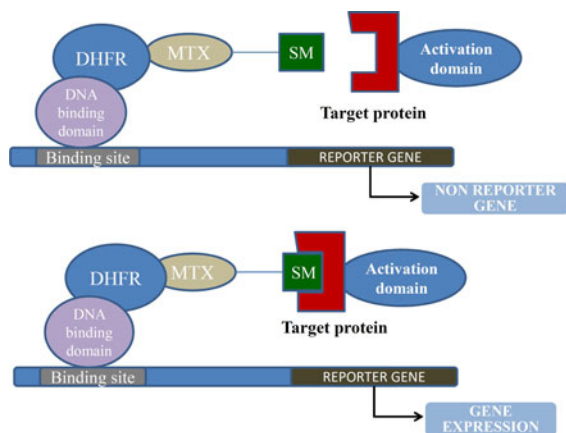 DHFR
MTX
SM
Activation
domain
DNA
binding
domain
Target protein
Binding site
REPORTER GENE
NON REPORTER
GENE
DHFR
MTX
SM
Activation
domain
DNA
binding
domain
Target protein
Binding site
REPORTER GENE
GENE
EXPRESSION